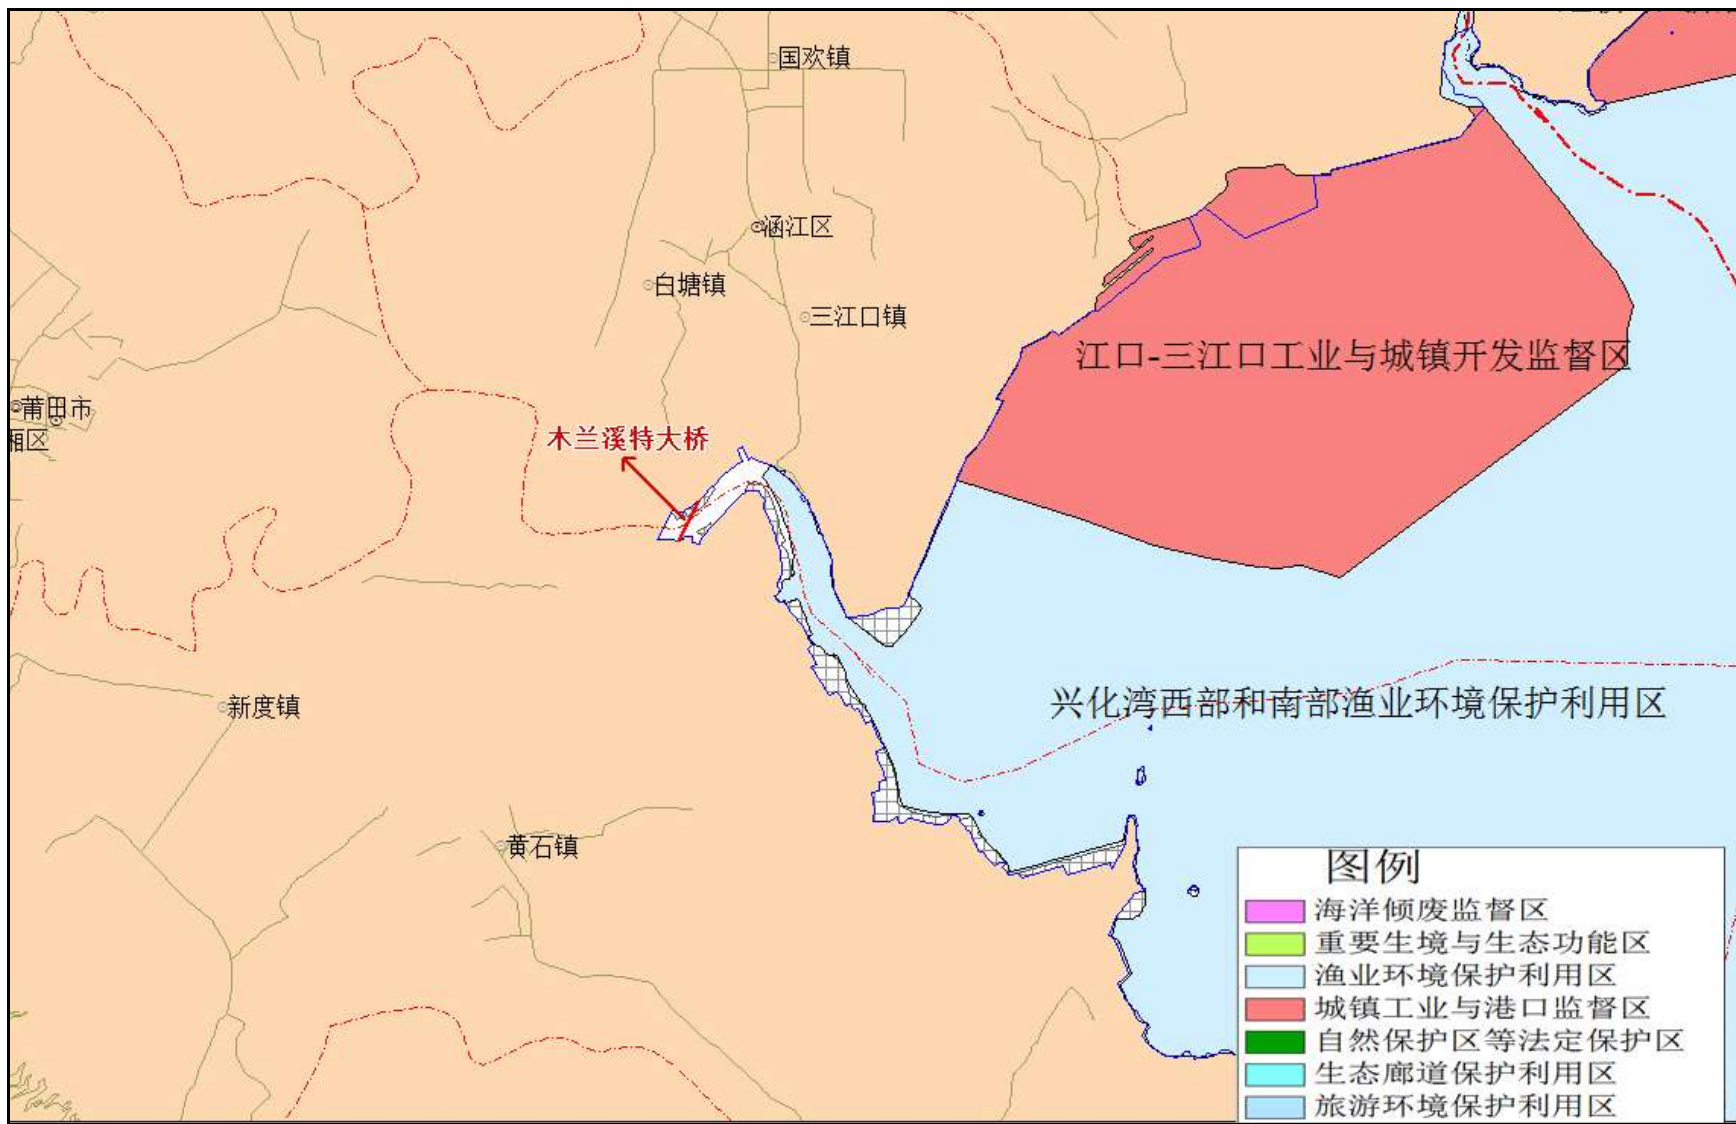 国欢镇
涵江区
白塘镇
三江口镇
江口-三江口工业与城镇开发监督区
莆田市
厢区
木兰溪特大桥
兴化湾西部和南部渔业环境保护利用区
新度镇
黄石镇
图例
海洋倾废监督区
重要生境与生态功能区
渔业环境保护利用区
城镇工业与港口监督区
自然保护区等法定保护区
生态廊道保护利用区
旅游环境保护利用区